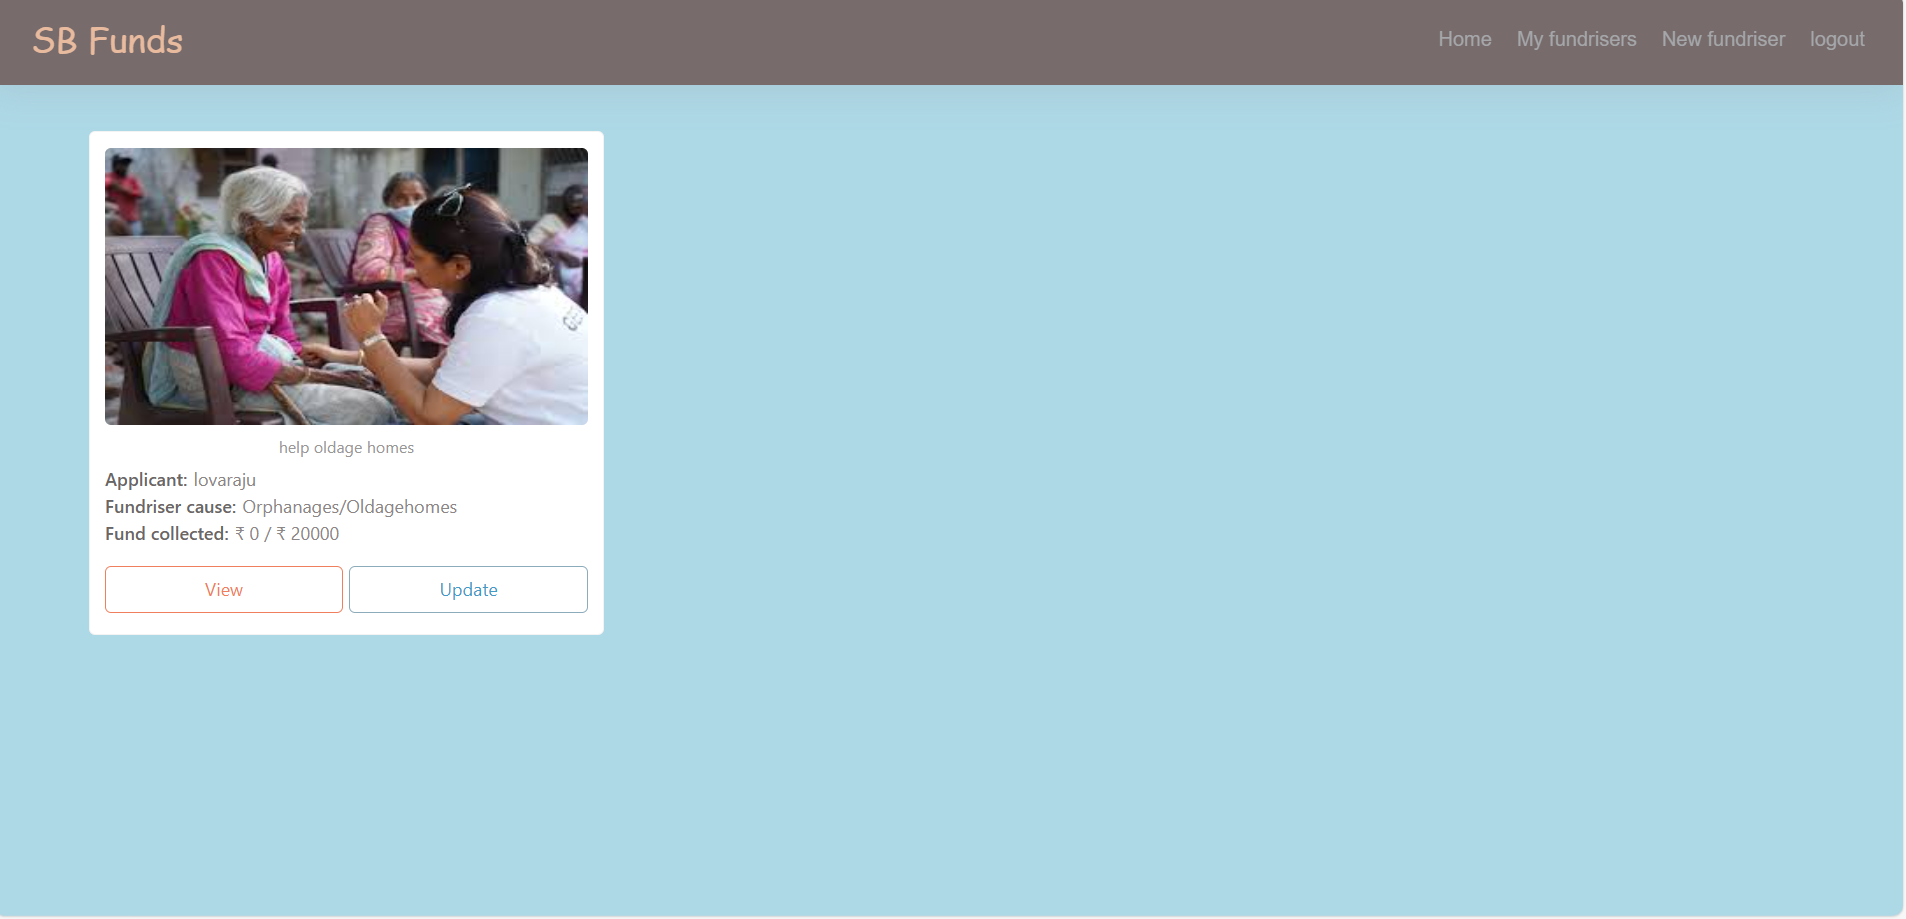 SB Funds
Home My fundrisers New fundriser logout
help oldage homes
Applicant: lovaraju
Fundriser cause: Orphanages/Oldagehomes
Fund collected: ₹ 0 / ₹ 20000
View Update